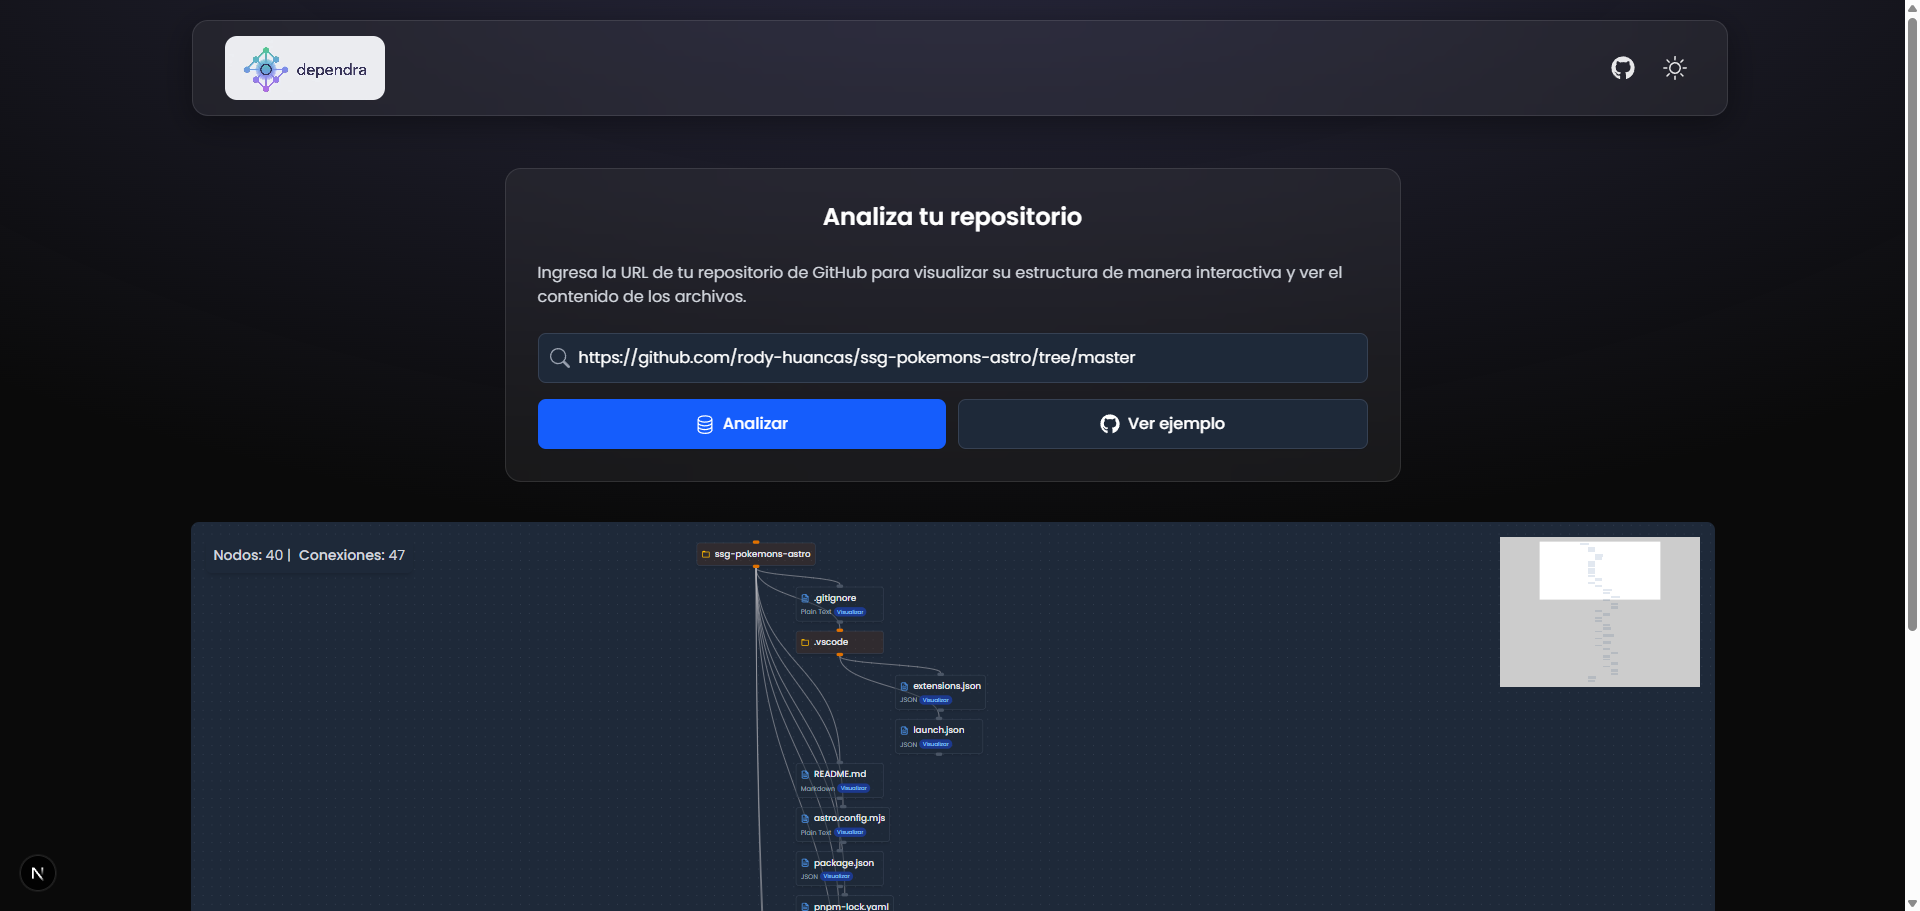 dependra
Analiza tu repositorio
Ingresa la URL de tu repositorio de GitHub para visualizar su estructura de manera interactiva y ver el
contenido de los archivos.
https://github.com/rody-huancas/ssg-pokemons-astro/tree/master
Analizar
Ver ejemplo
Nodos: 40 | Conexiones: 47
ssg-pokemons-astro
.gitignore
Plain Text Visualizar
.vscode
extensions.json
JSON Visualizar
launch.json
JSON Visualizar
README.md
Markdown Visualizar
astro.config.mjs
Plain Text Visualizar
package.json
JSON Visualizar
pnpm-lock.yaml
N